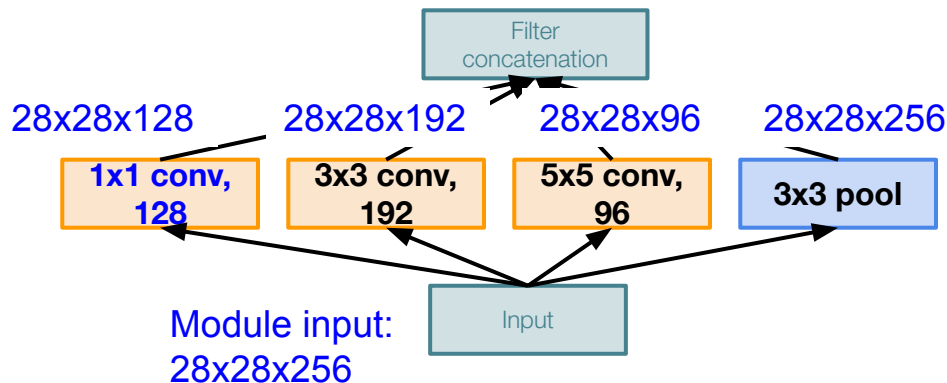 Filter
concatenation
28x28x128
28x28x192
28x28x96
28x28x256
1x1 conv,
128
3x3 conv,
192
5x5 conv,
96
3x3 pool
Input
Module input:
28x28x256